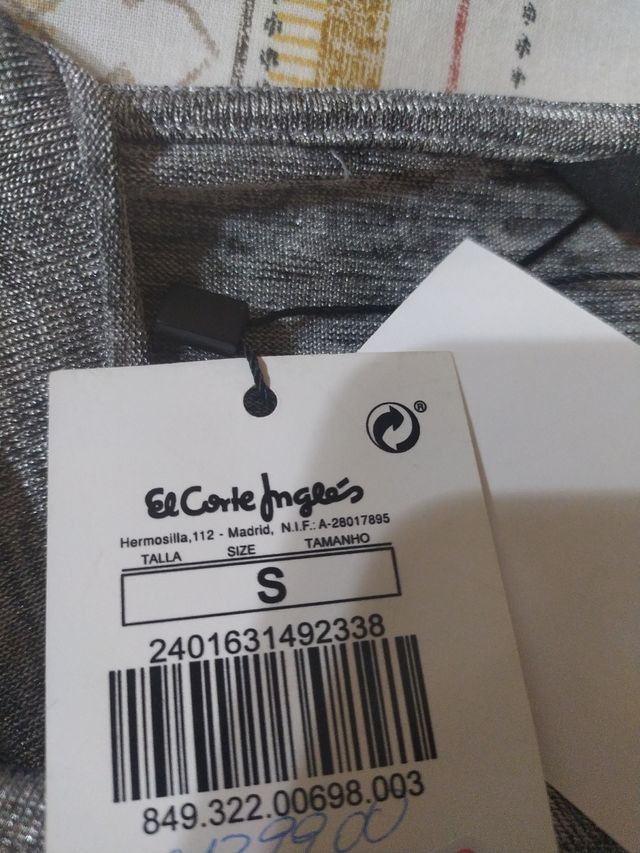 ®
El Corte Inglés
Hermosilla,112 - Madrid, N.I.F.: A-28017895
TALLA SIZE TAMANHO
S
2401631492338
849.322.00698.003